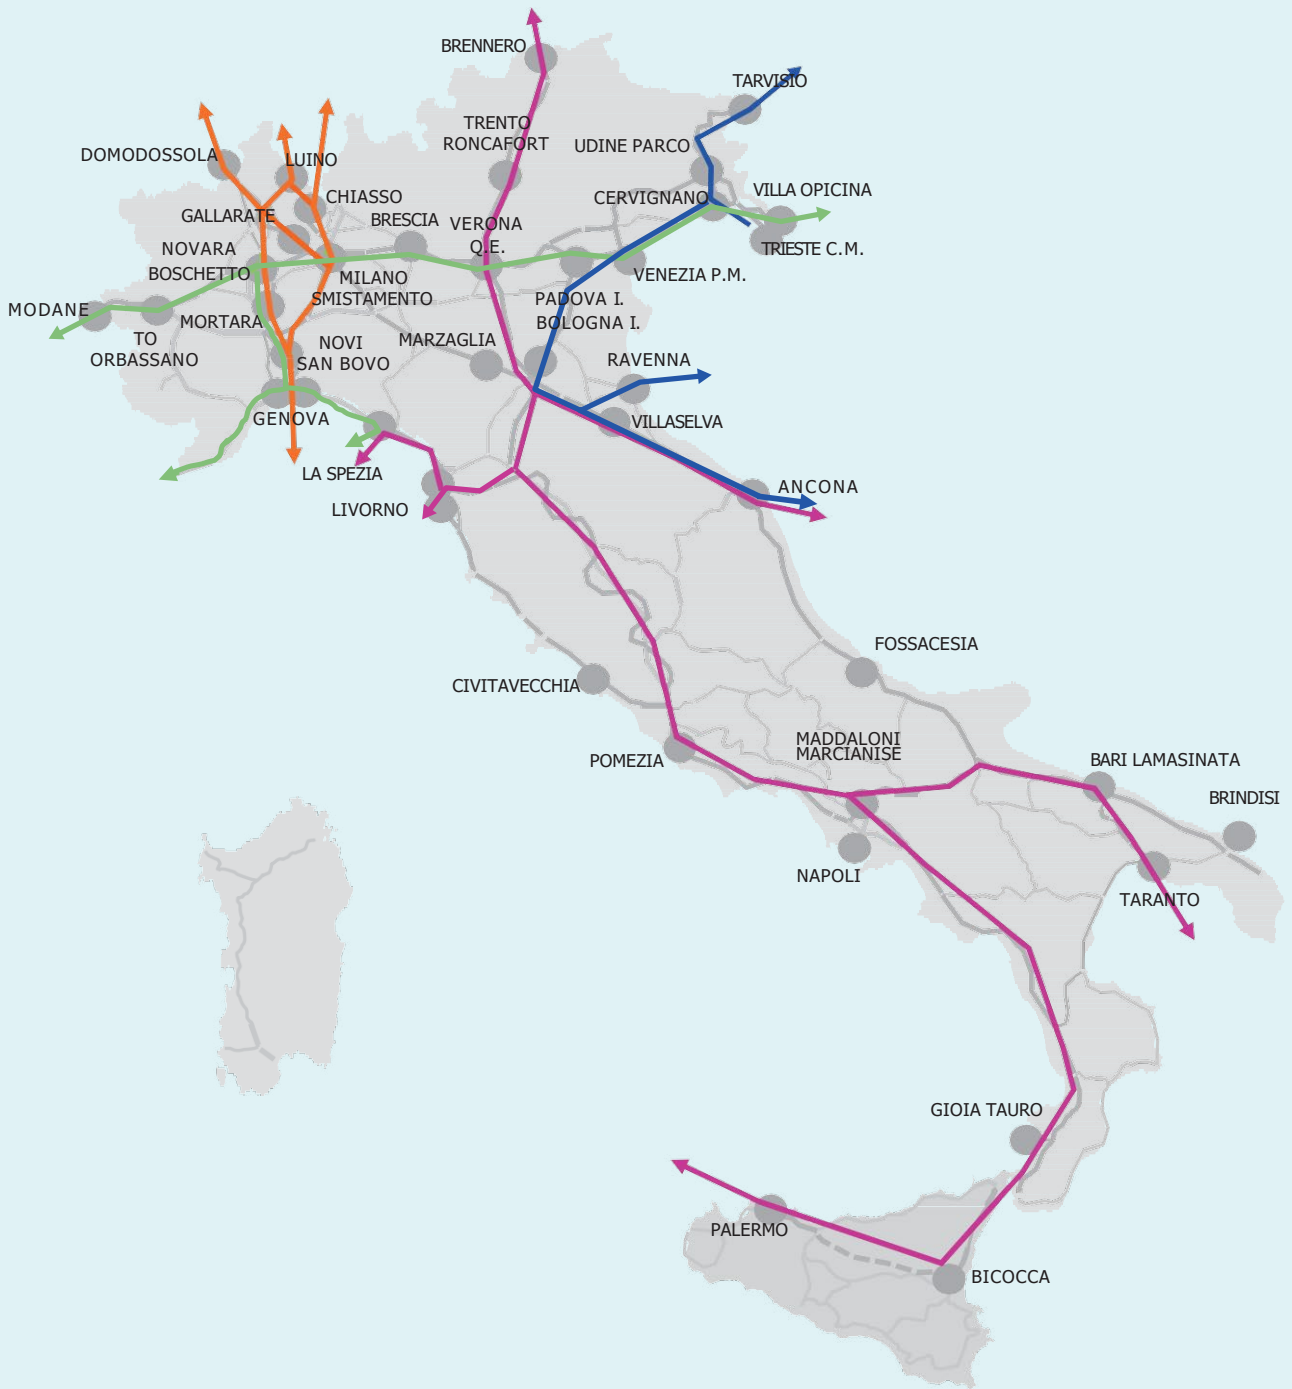 BRENNERO
TARVISIO
TRENTO
RONCAFORT
UDINE PARCO
DOMODOSSOLA
LUINO
CHIASSO
CERVIGNANO
VILLA OPICINA
GALLARATE
BRESCIA
VERONA
Q.E.
NOVARA
BOSCHETTO
TRIESTE C.M.
MILANO
SMISTAMENTO
VENEZIA P.M.
PADOVA I.
BOLOGNA I.
MODANE
MORTARA
TO
ORBASSANO
NOVI
SAN BOVO
MARZAGLIA
RAVENNA
GENOVA
VILLASELVA
LA SPEZIA
ANCONA
LIVORNO
FOSSACESIA
CIVITAVECCHIA
MADDALONI
MARCIANISE
POMEZIA
BARI LAMASINATA
BRINDISI
NAPOLI
TARANTO
GIOIA TAURO
PALERMO
BICOCCA